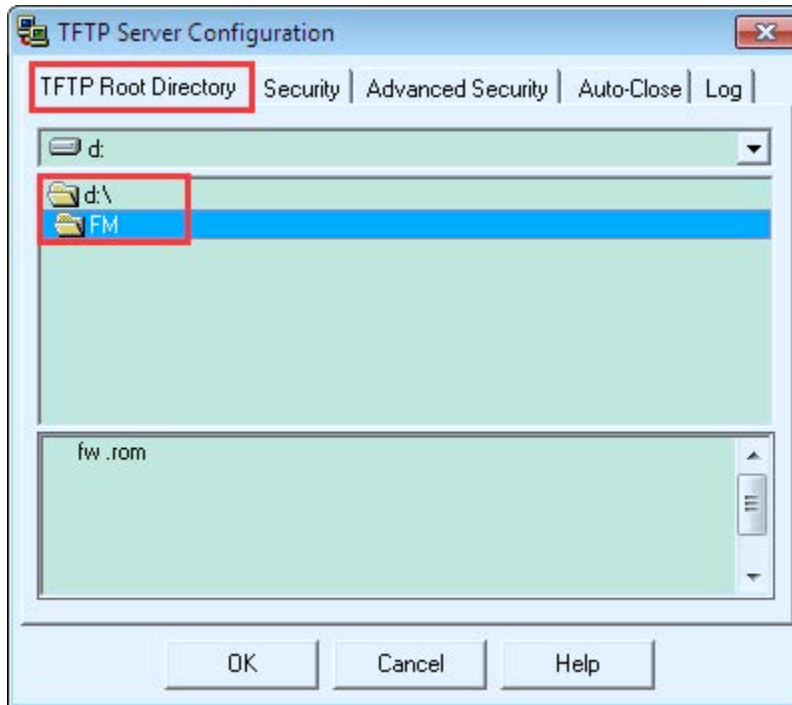 TFTP Server Configuration
TFTP Root Directory Security Advanced Security Auto-Close Log
d:
d:\
FM
fw .rom
OK Cancel Help